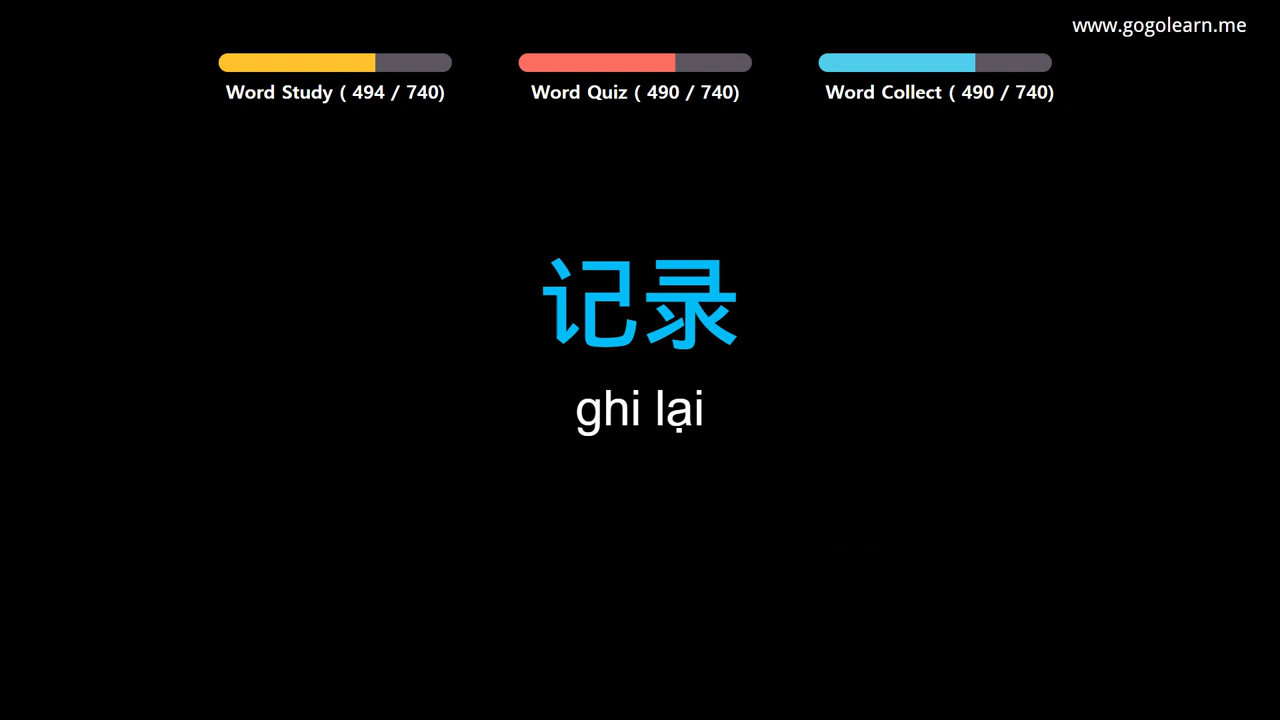 www.gogolearn.me
Word Study ( 494 / 740)
Word Quiz ( 490 / 740)
Word Collect ( 490 / 740)
记录
ghi lại